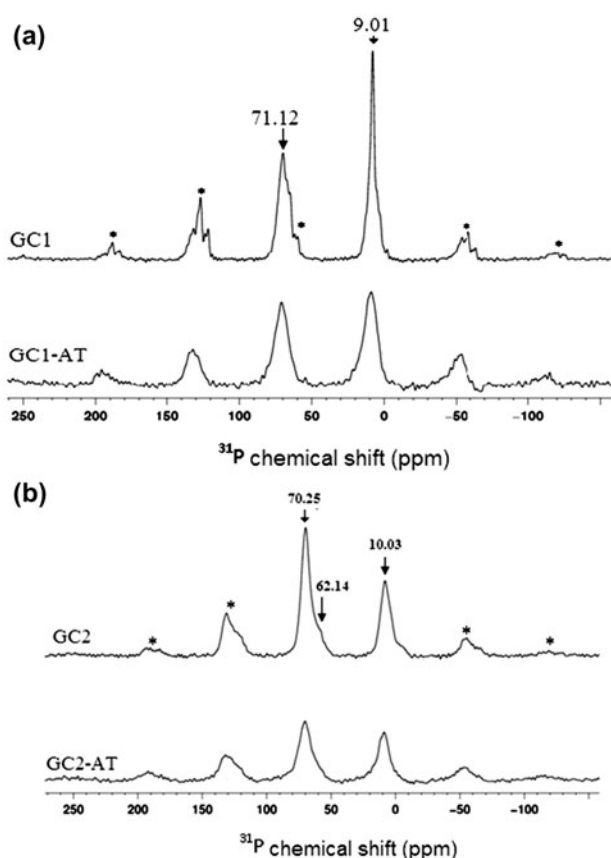 (a)
9.01
71.12
*
*
*
*
*
GC1
GC1-AT
250 200 150 100 50 0 −50 −100
³¹P chemical shift (ppm)
(b)
70.25
10.03
62.14
*
*
*
*
GC2
GC2-AT
250 200 150 100 50 0 −50 −100
³¹P chemical shift (ppm)